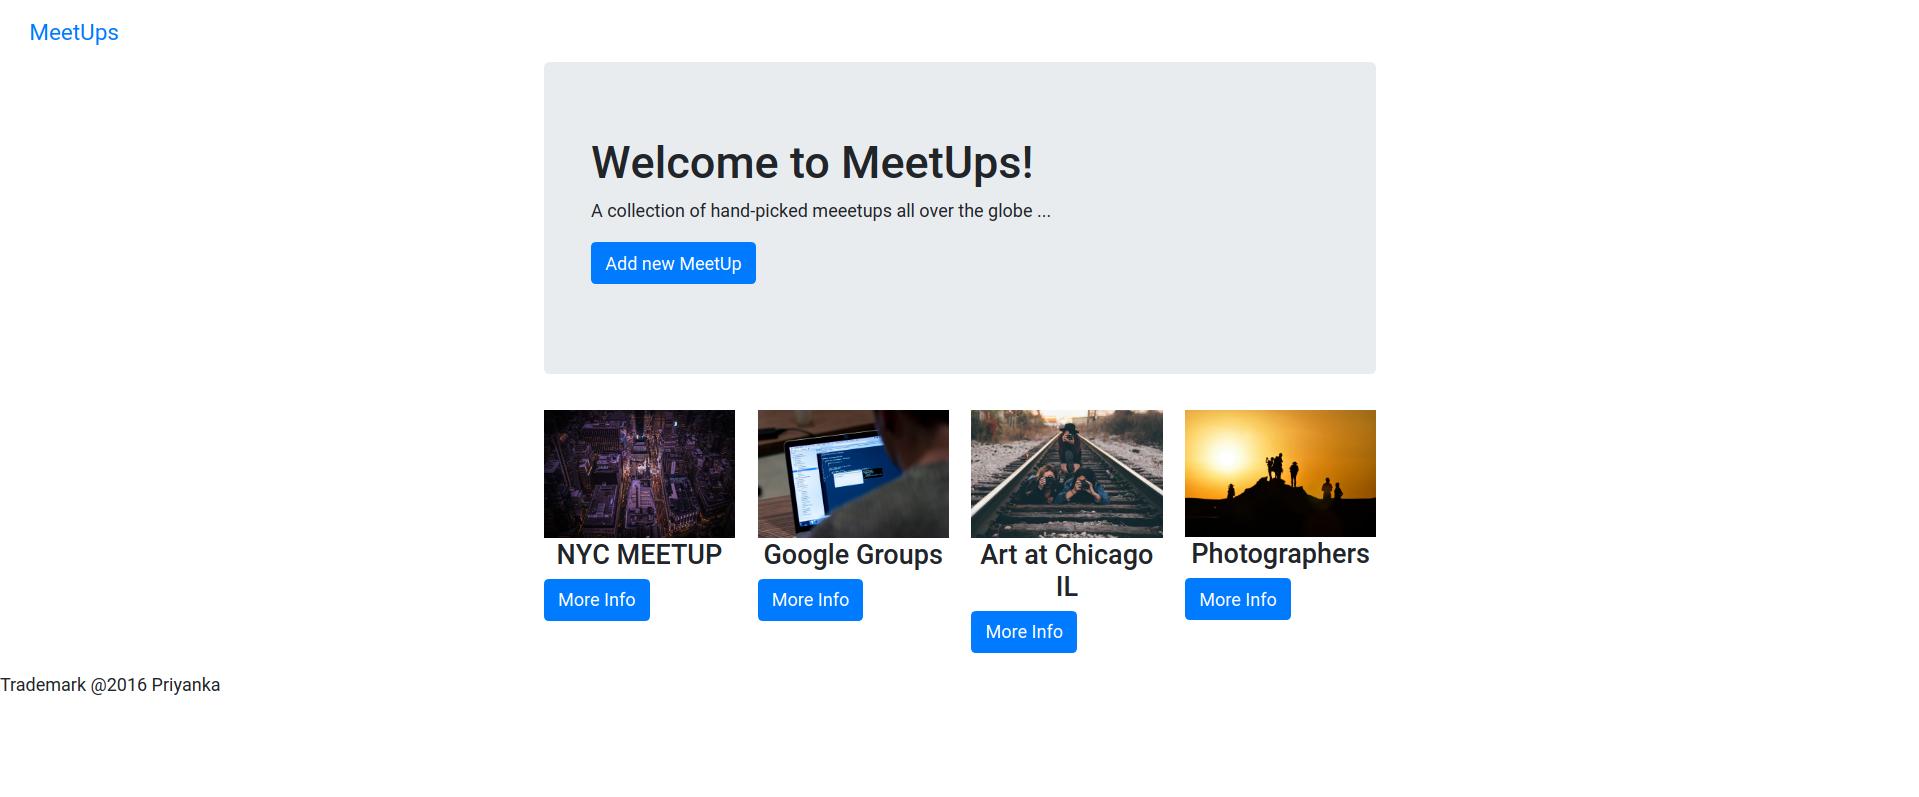 MeetUps
Welcome to MeetUps!
A collection of hand-picked meeetups all over the globe ...
Add new MeetUp
NYC MEETUP
Google Groups
Art at Chicago
IL
Photographers
More Info
More Info
More Info
More Info
Trademark @2016 Priyanka